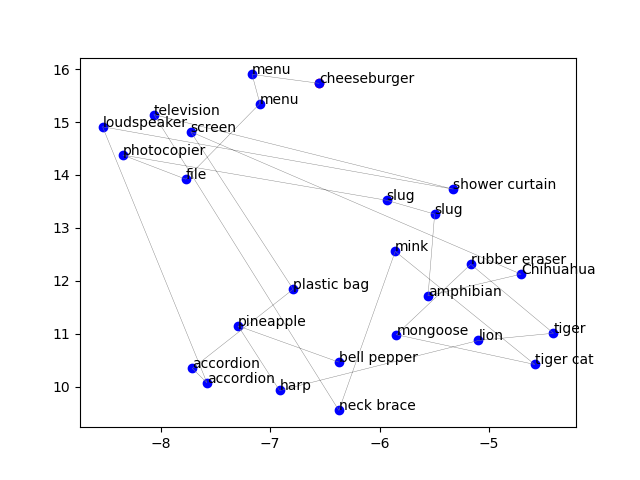 menu
cheeseburger
menu
television
loudspeaker
screen
photocopier
file
shower curtain
slug
slug
mink
rubber eraser
Chihuahua
plastic bag
amphibian
pineapple
mongoose
lion
tiger
bell pepper
tiger cat
accordion
accordion
harp
neck brace
16
15
14
13
12
11
10
−8 −7 −6 −5